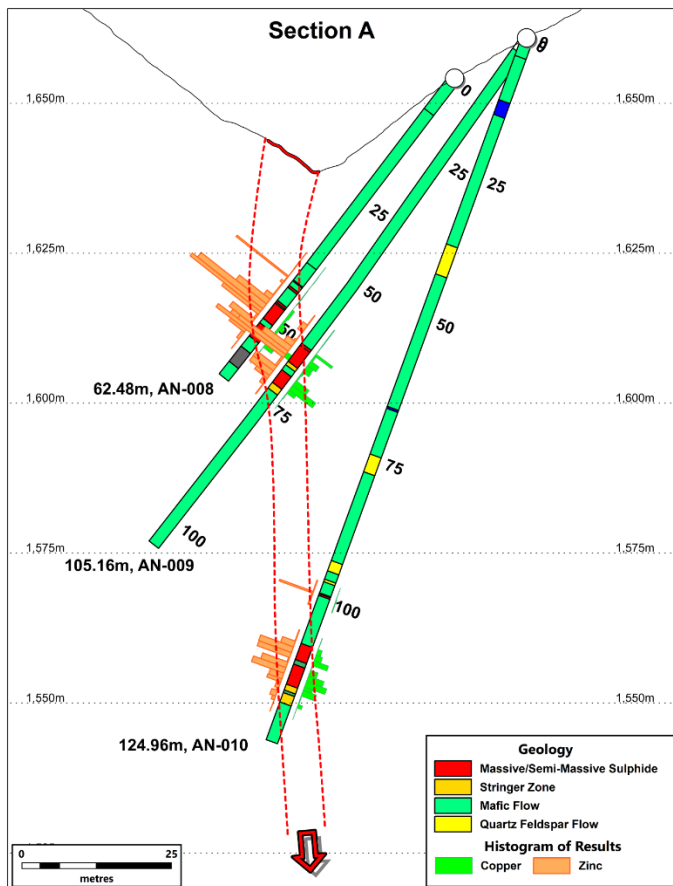 Section A
0
0
1,650m
1,650m
25
25
25
1,625m
1,625m
50
50
50
62.48m, AN-008
1,600m
1,600m
75
75
100
1,575m
1,575m
105.16m, AN-009
100
1,550m
1,550m
124.96m, AN-010
Geology
Massive/Semi-Massive Sulphide
Stringer Zone
Mafic Flow
Quartz Feldspar Flow
Histogram of Results
Copper
Zinc
0
25
metres